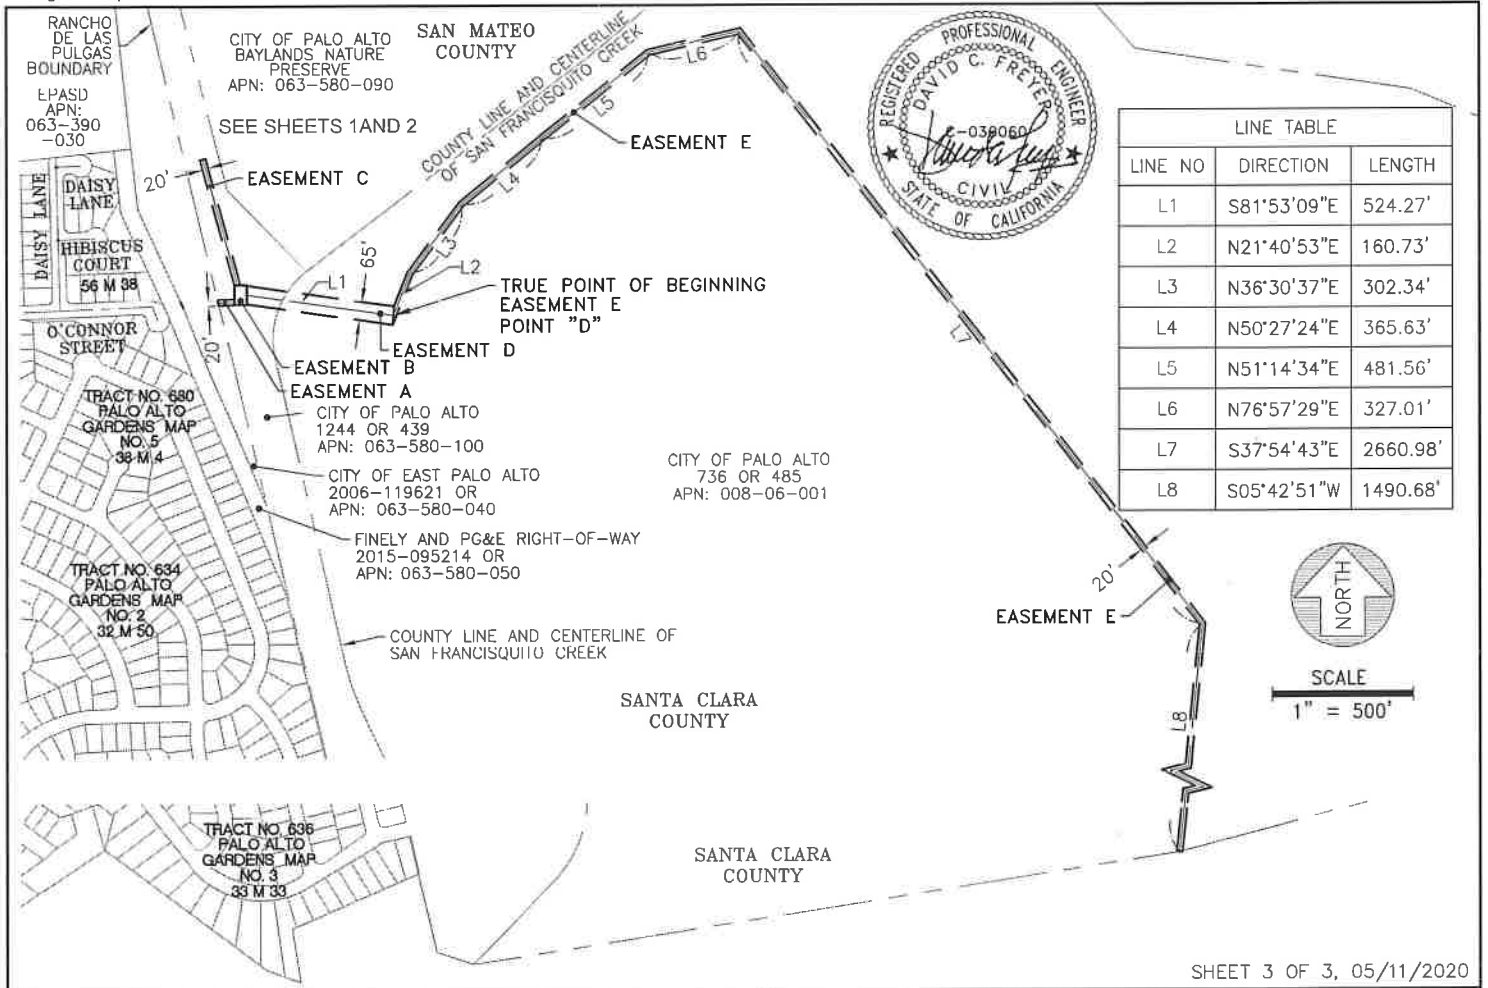 RANCHO
DE LAS
PULGAS
BOUNDARY
EPASD
APN:
063-390
-030
CITY OF PALO ALTO
BAYLANDS NATURE
PRESERVE
APN: 063-580-090
SEE SHEETS 1AND 2
SAN MATEO
COUNTY
COUNTY LINE AND CENTERLINE
OF SAN FRANCISQUITO CREEK
20'
EASEMENT C
DAISY LANE
DAISY
LANE
HIBISCUS
COURT
56 M 38
O'CONNOR
STREET
20'
L1
65'
L2
L3
L4
L5
L6
EASEMENT E
TRUE POINT OF BEGINNING
EASEMENT E
POINT "D"
EASEMENT D
EASEMENT B
EASEMENT A
CITY OF PALO ALTO
1244 OR 439
APN: 063-580-100
CITY OF EAST PALO ALTO
2006-119621 OR
APN: 063-580-040
FINELY AND PG&E RIGHT-OF-WAY
2015-095214 OR
APN: 063-580-050
COUNTY LINE AND CENTERLINE OF
SAN FRANCISQUITO CREEK
TRACT NO. 680
PALO ALTO
GARDENS MAP
NO. 5
38 M 4
TRACT NO. 634
PALO ALTO
GARDENS MAP
NO. 2
32 M 50
TRACT NO. 636
PALO ALTO
GARDENS MAP
NO. 3
33 M 33
CITY OF PALO ALTO
736 OR 485
APN: 008-06-001
SANTA CLARA
COUNTY
SANTA CLARA
COUNTY
L7
20'
EASEMENT E
L8
REGISTERED PROFESSIONAL ENGINEER
DAVID C. FREYER
C-039060
CIVIL
STATE OF CALIFORNIA
LINE TABLE
LINE NO DIRECTION LENGTH
L1 S81°53'09"E 524.27'
L2 N21°40'53"E 160.73'
L3 N36°30'37"E 302.34'
L4 N50°27'24"E 365.63'
L5 N51°14'34"E 481.56'
L6 N76°57'29"E 327.01'
L7 S37°54'43"E 2660.98'
L8 S05°42'51"W 1490.68'
NORTH
SCALE
1" = 500'
SHEET 3 OF 3, 05/11/2020